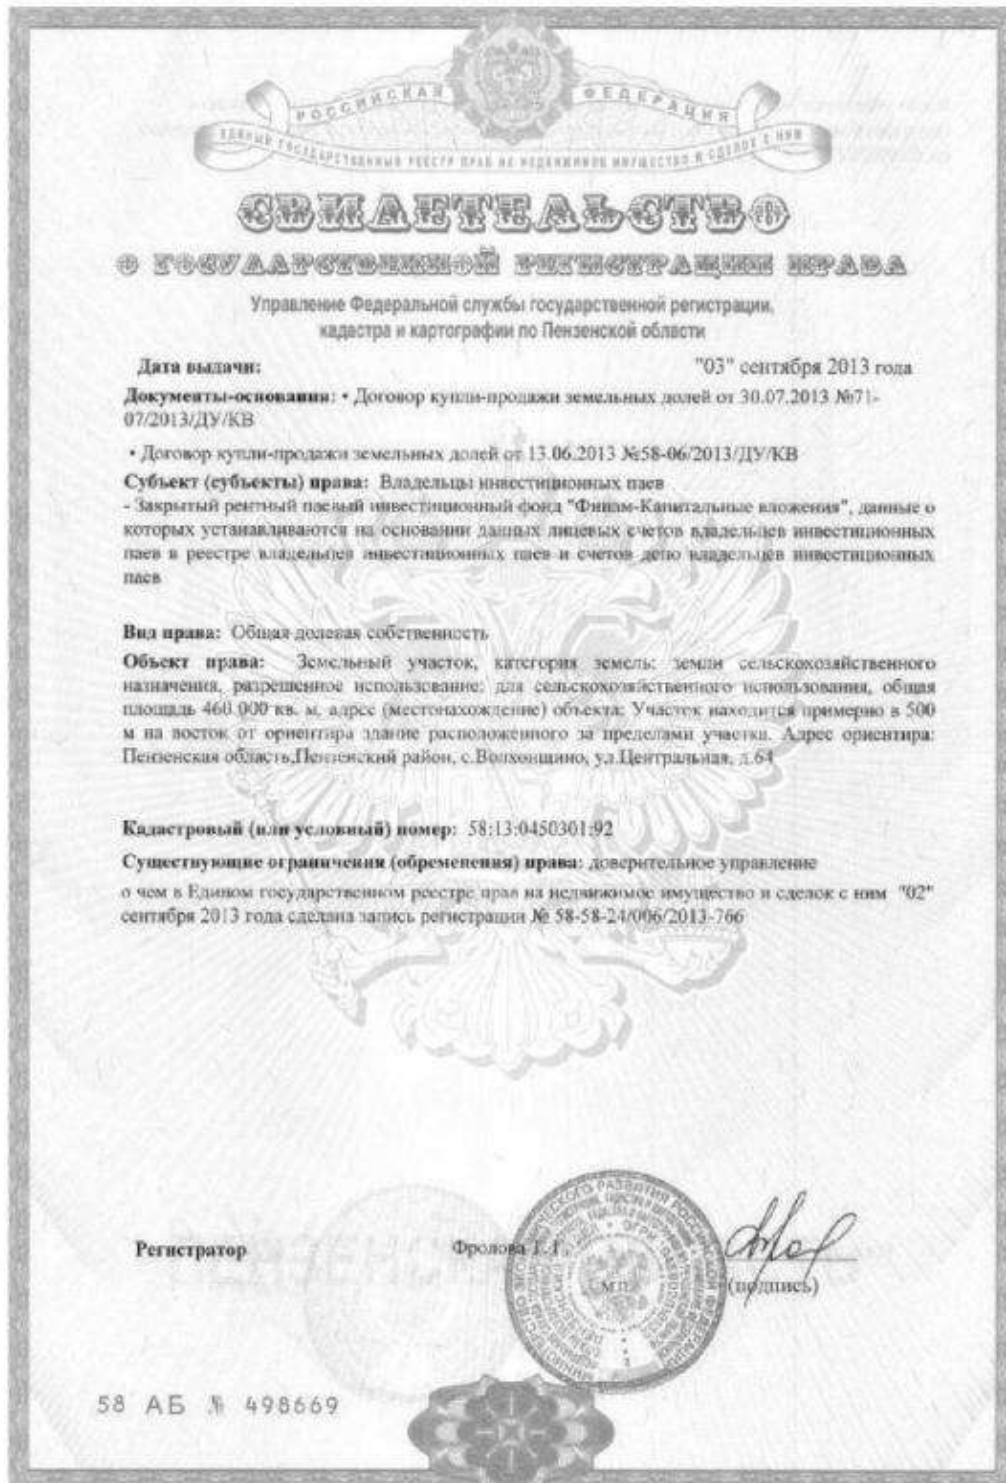 РОССИЙСКАЯ ФЕДЕРАЦИЯ
ЕДИНЫЙ ГОСУДАРСТВЕННЫЙ РЕЕСТР ПРАВ НА НЕДВИЖИМОЕ ИМУЩЕСТВО И СДЕЛОК С НИМ
СВИДЕТЕЛЬСТВО
О ГОСУДАРСТВЕННОЙ РЕГИСТРАЦИИ ПРАВА
Управление Федеральной службы государственной регистрации,
кадастра и картографии по Пензенской области
Дата выдачи: "03" сентября 2013 года
Документы-основания: • Договор купли-продажи земельных долей от 30.07.2013 №71-
07/2013/ДУ/КВ
• Договор купли-продажи земельных долей от 13.06.2013 №58-06/2013/ДУ/КВ
Субъект (субъекты) права: Владельцы инвестиционных паев
- Закрытый рентный паевый инвестиционный фонд "Финам-Капитальные вложения", данные о
которых устанавливаются на основании данных лицевых счетов владельцев инвестиционных
паев в реестре владельцев инвестиционных паев и счетов депо владельцев инвестиционных
паев
Вид права: Общая долевая собственность
Объект права: Земельный участок, категория земель: земли сельскохозяйственного
назначения, разрешенное использование: для сельскохозяйственного использования, общая
площадь 460 000 кв. м, адрес (местонахождение) объекта: Участок находится примерно в 500
м на восток от ориентира здание расположенного за пределами участка. Адрес ориентира:
Пензенская область,Пензенский район, с.Волхонщино, ул.Центральная, д.64
Кадастровый (или условный) номер: 58:13:0450301:92
Существующие ограничения (обременения) права: доверительное управление
о чем в Едином государственном реестре прав на недвижимое имущество и сделок с ним "02"
сентября 2013 года сделана запись регистрации № 58-58-24/006/2013-766
Регистратор Фролова Г. Г.
М.П. (подпись)
58 АБ № 498669